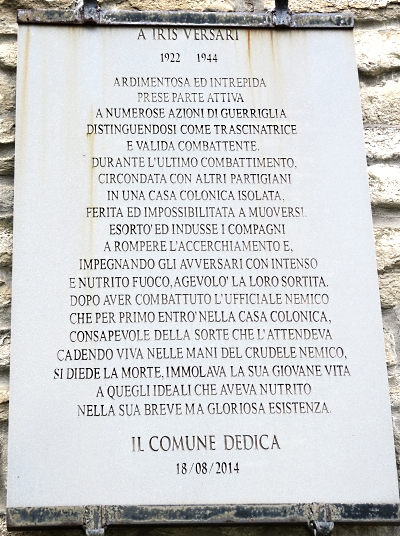 A IRIS VERSARI
1922 1944
ARDIMENTOSA ED INTREPIDA
PRESE PARTE ATTIVA
A NUMEROSE AZIONI DI GUERRIGLIA
DISTINGUENDOSI COME TRASCINATRICE
E VALIDA COMBATTENTE.
DURANTE L'ULTIMO COMBATTIMENTO,
CIRCONDATA CON ALTRI PARTIGIANI
IN UNA CASA COLONICA ISOLATA,
FERITA ED IMPOSSIBILITATA A MUOVERSI.
ESORTO' ED INDUSSE I COMPAGNI
A ROMPERE L'ACCERCHIAMENTO E,
IMPEGNANDO GLI AVVERSARI CON INTENSO
E NUTRITO FUOCO, AGEVOLO' LA LORO SORTITA.
DOPO AVER COMBATTUTO L'UFFICIALE NEMICO
CHE PER PRIMO ENTRO' NELLA CASA COLONICA,
CONSAPEVOLE DELLA SORTE CHE L'ATTENDEVA
CADENDO VIVA NELLE MANI DEL CRUDELE NEMICO,
SI DIEDE LA MORTE, IMMOLAVA LA SUA GIOVANE VITA
A QUEGLI IDEALI CHE AVEVA NUTRITO
NELLA SUA BREVE MA GLORIOSA ESISTENZA.
IL COMUNE DEDICA
18/08/2014